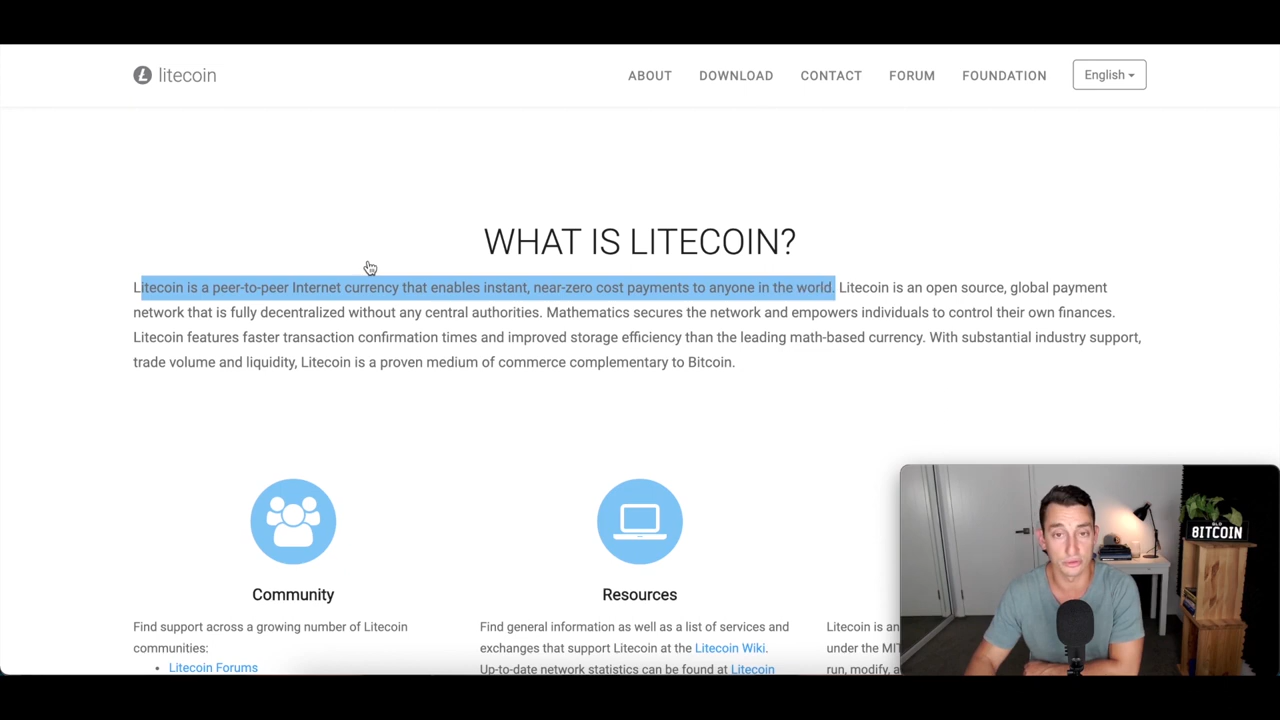 litecoin
ABOUT DOWNLOAD CONTACT FORUM FOUNDATION English
WHAT IS LITECOIN?
Litecoin is a peer-to-peer Internet currency that enables instant, near-zero cost payments to anyone in the world. Litecoin is an open source, global payment
network that is fully decentralized without any central authorities. Mathematics secures the network and empowers individuals to control their own finances.
Litecoin features faster transaction confirmation times and improved storage efficiency than the leading math-based currency. With substantial industry support,
trade volume and liquidity, Litecoin is a proven medium of commerce complementary to Bitcoin.
Community
Find support across a growing number of Litecoin
communities:
• Litecoin Forums
Resources
Find general information as well as a list of services and
exchanges that support Litecoin at the Litecoin Wiki.
Up-to-date network statistics can be found at Litecoin
Litecoin is an
under the MIT
run, modify, a
BITCOIN